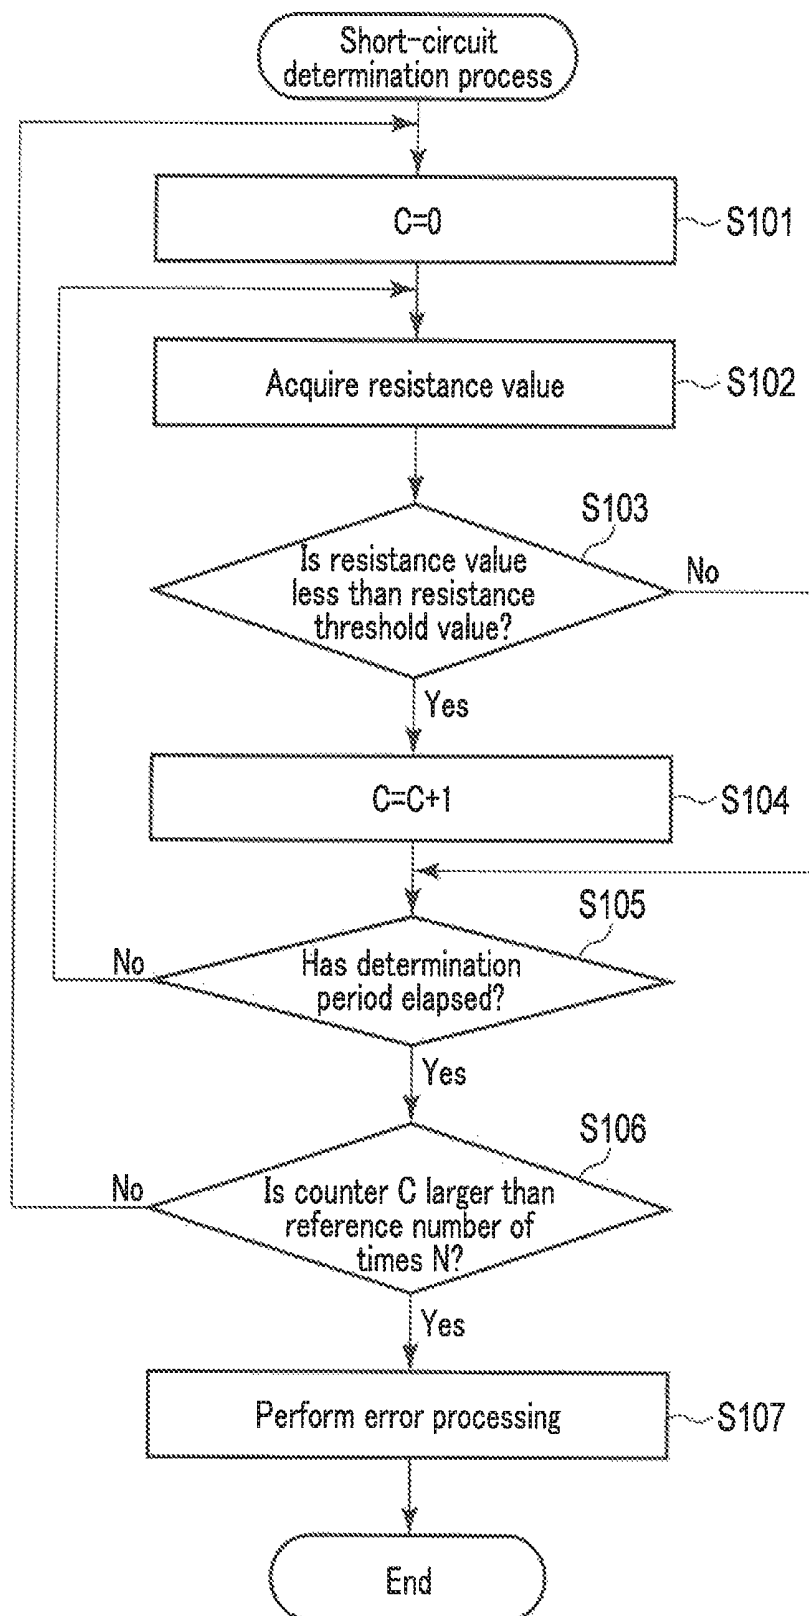 Short-circuit
determination process
C=0
S101
Acquire resistance value
S102
S103
Is resistance value
less than resistance
threshold value?
No
Yes
C=C+1
S104
S105
Has determination
period elapsed?
No
Yes
S106
Is counter C larger than
reference number of
times N?
No
Yes
Perform error processing
S107
End